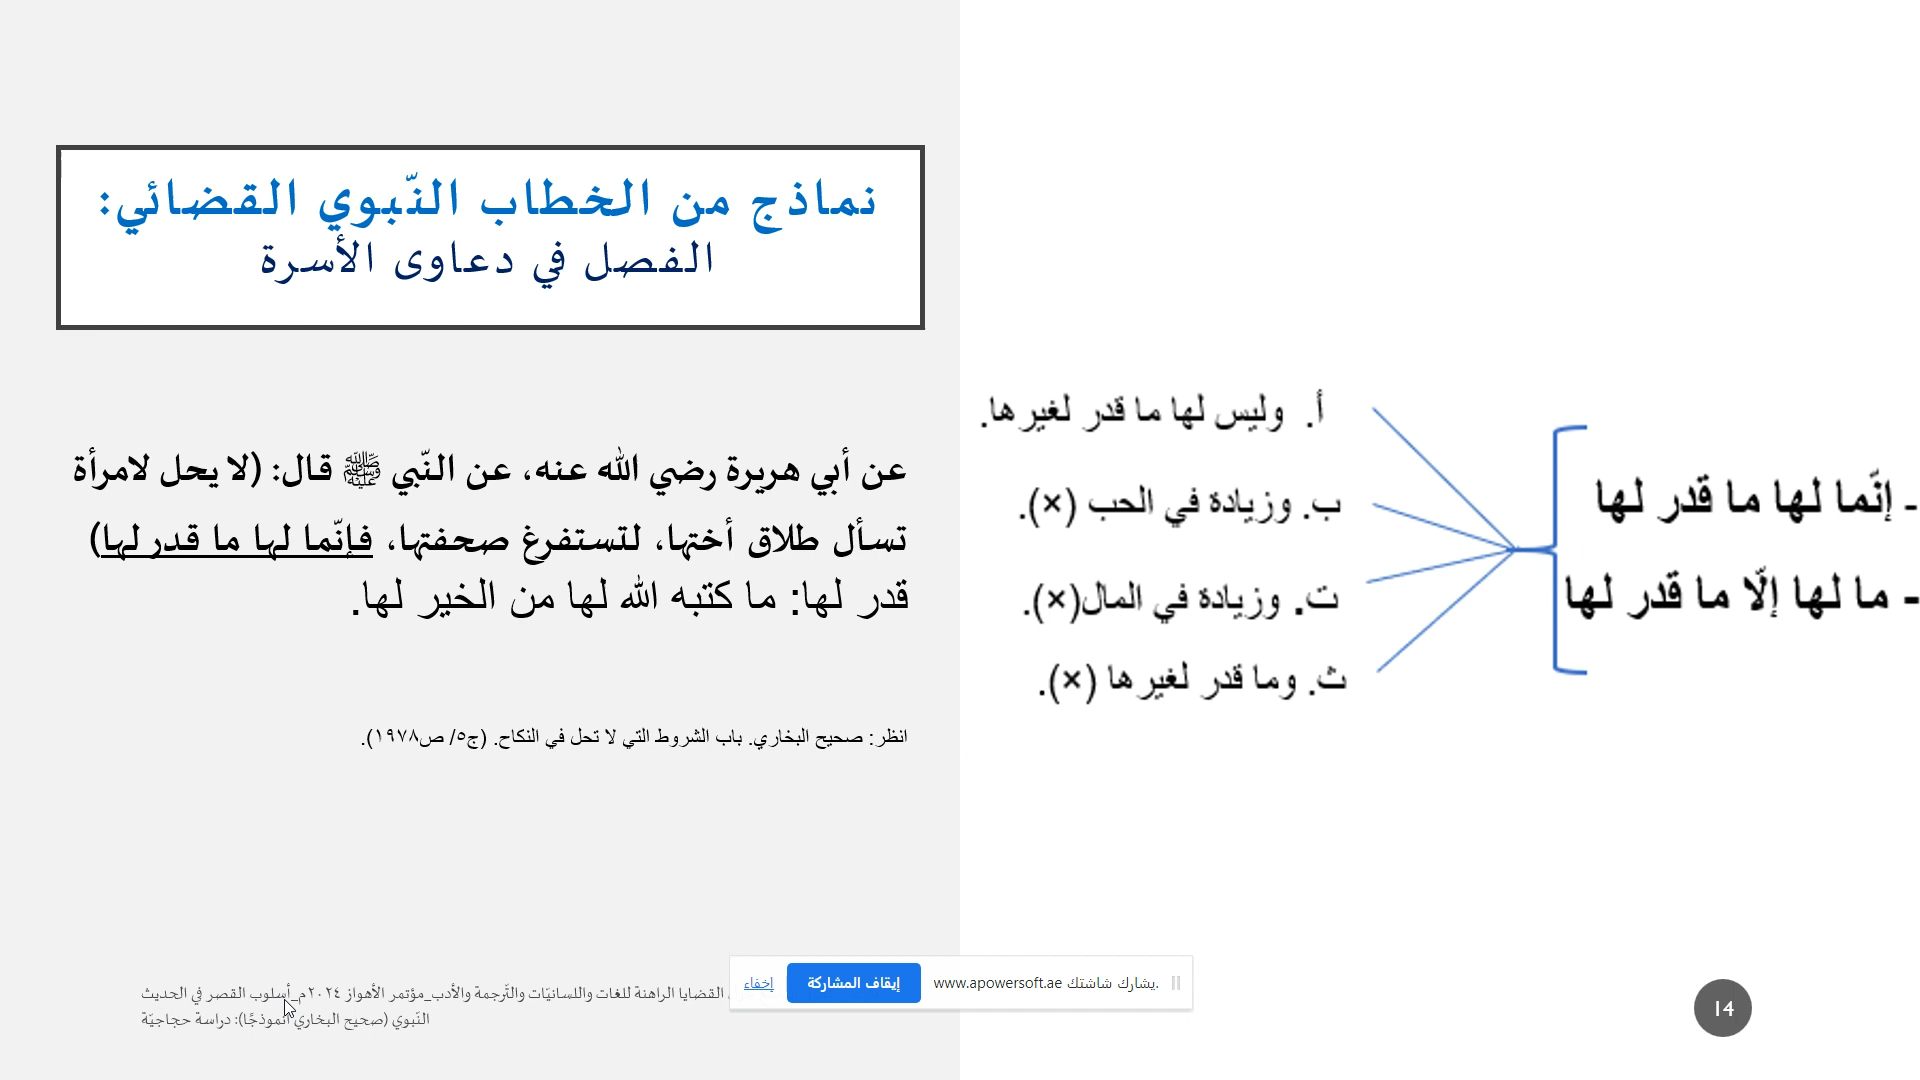 نماذج من الخطاب النّبوي القضائي:
الفصل في دعاوى الأسرة
عن أبي هريرة رضي الله عنه، عن النّبي ﷺ قال: (لا يحل لامرأة
تسأل طلاق أختها، لتستفرغ صحفتها، فإنّما لها ما قدر لها)
قدر لها: ما كتبه الله لها من الخير لها.
انظر: صحيح البخاري. باب الشروط التي لا تحل في النكاح. (ج٥/ ص١٩٧٨).
- إنّما لها ما قدر لها
- ما لها إلّا ما قدر لها
أ. وليس لها ما قدر لغيرها.
ب. وزيادة في الحب (×).
ت. وزيادة في المال(×).
ث. وما قدر لغيرها (×).
القضايا الراهنة للغات واللسانيّات والتّرجمة والأدب_مؤتمر الأهواز ٢٠٢٤م_أسلوب القصر في الحديث
النّبوي (صحيح البخاري أنموذجًا): دراسة حجاجيّة
يشارك شاشتك www.apowersoft.ae.
إيقاف المشاركة
إخفاء
14